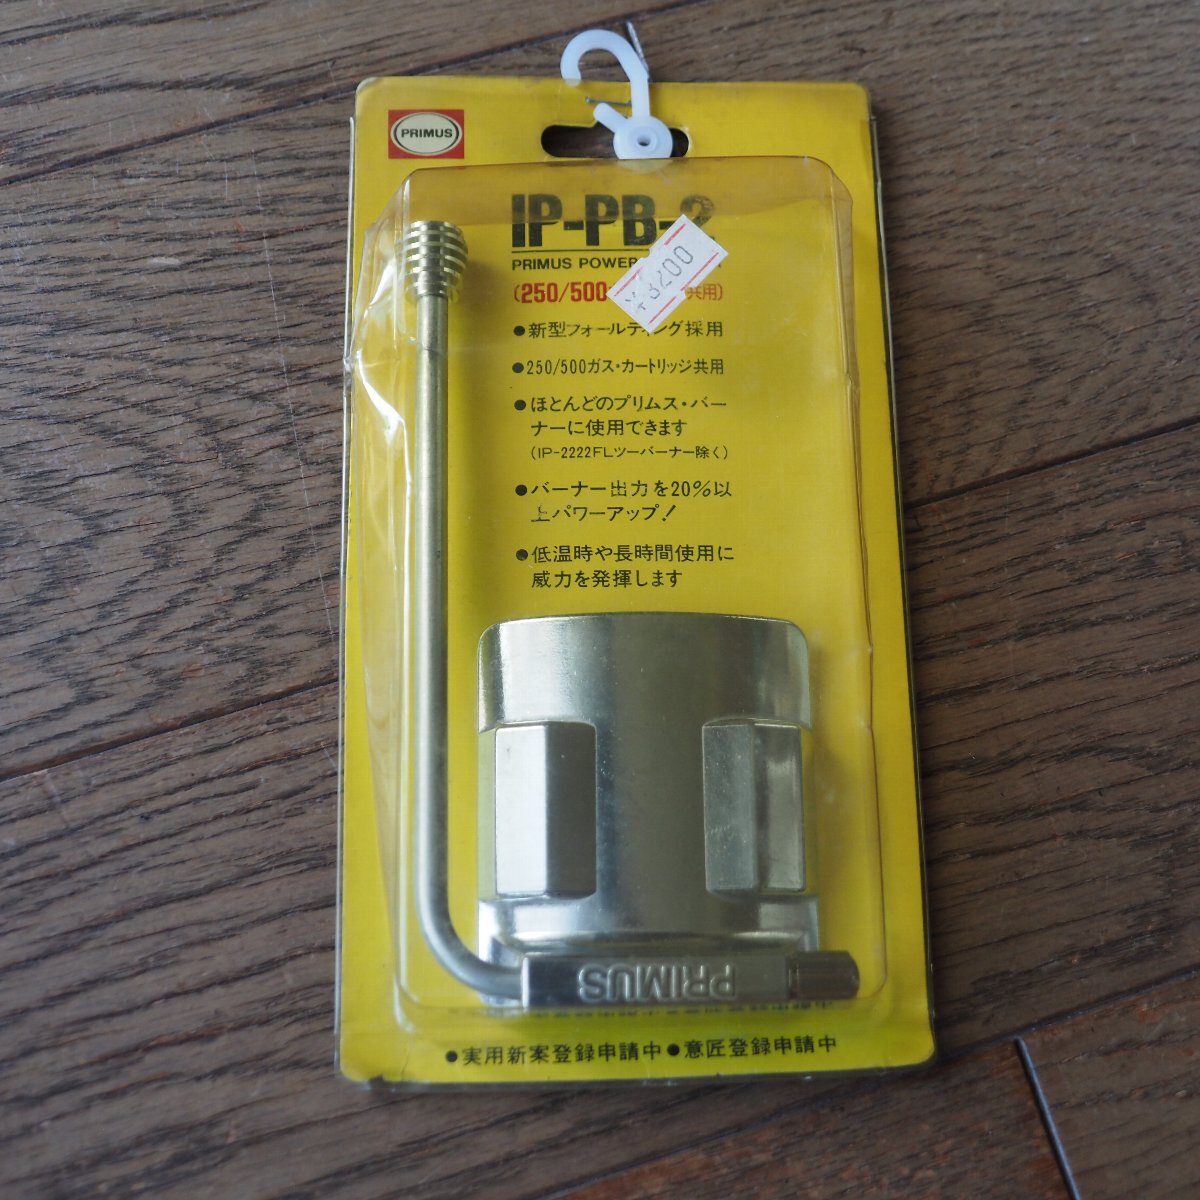 PRIMUS
IP-PB-2
PRIMUS POWER
¥3200
(250/500 共用)
●新型フォールディング採用
●250/500ガス・カートリッジ共用
●ほとんどのプリムス・バー
ナーに使用できます
(IP-2222FLツーバーナー除く)
●バーナー出力を20%以
上パワーアップ!
●低温時や長時間使用に
威力を発揮します
PRIMUS
●実用新案登録申請中●意匠登録申請中